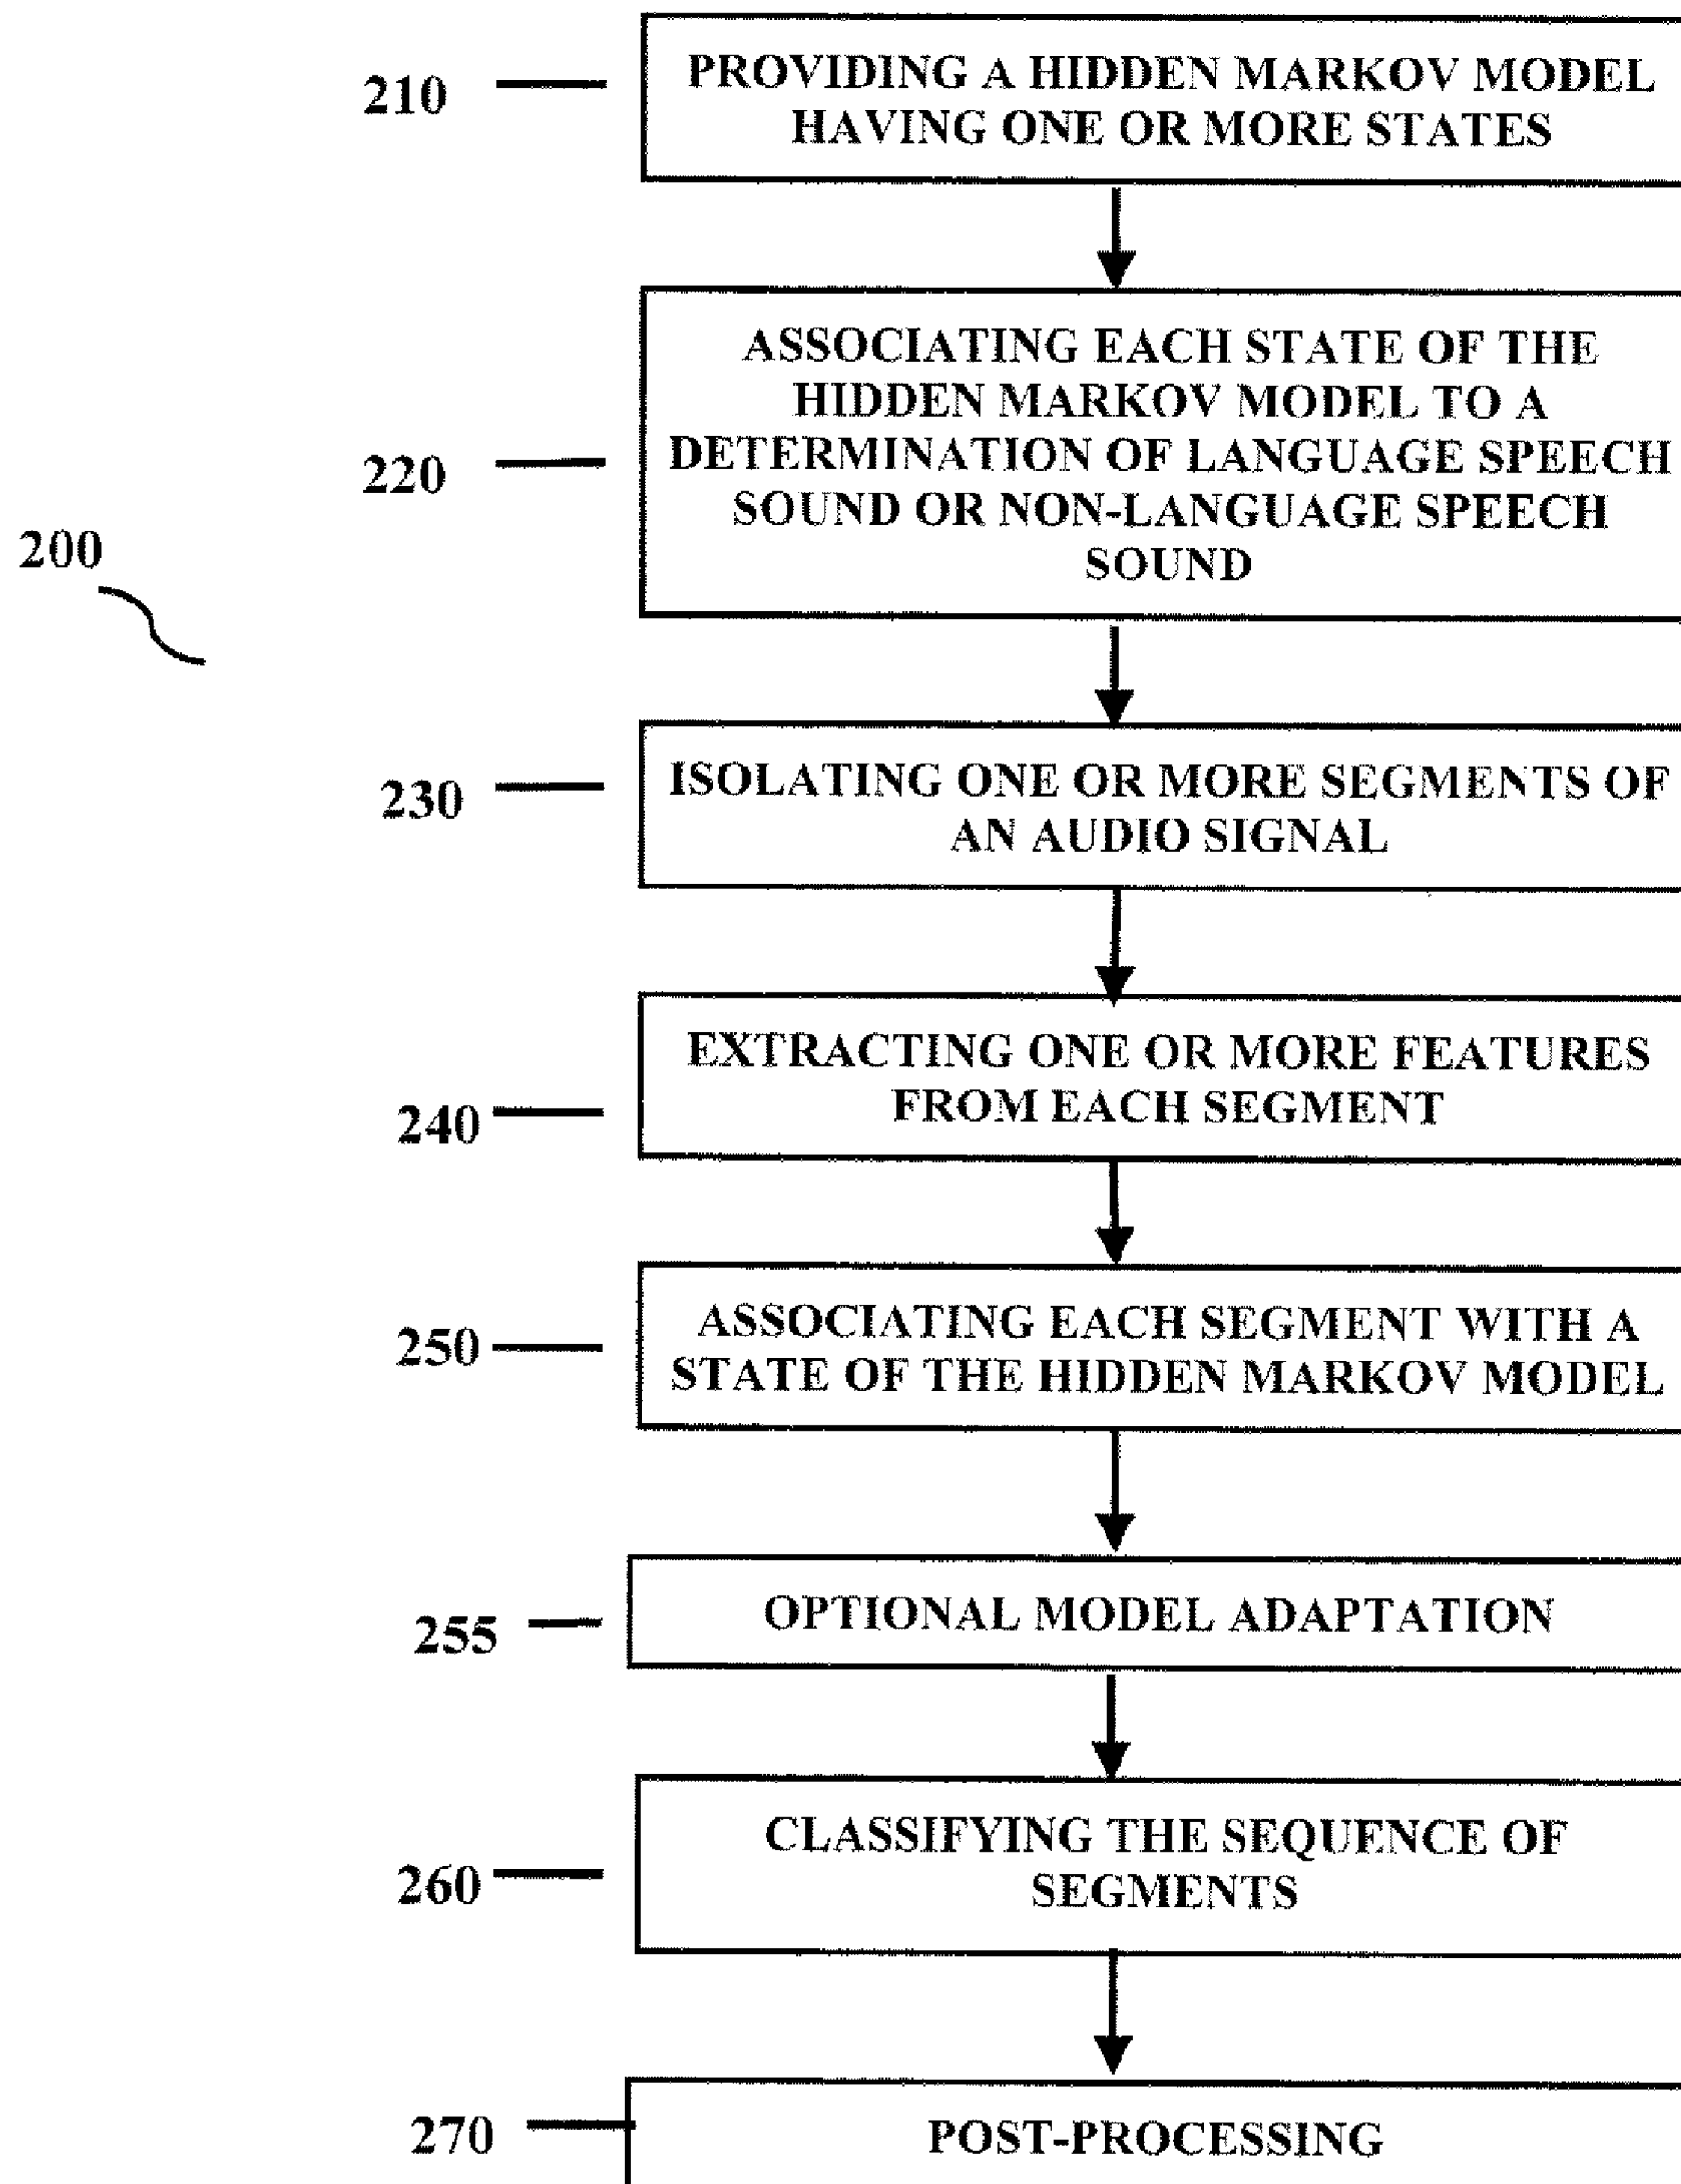 210
PROVIDING A HIDDEN MARKOV MODEL
HAVING ONE OR MORE STATES
220
ASSOCIATING EACH STATE OF THE
HIDDEN MARKOV MODEL TO A
DETERMINATION OF LANGUAGE SPEECH
SOUND OR NON-LANGUAGE SPEECH
SOUND
200
230
ISOLATING ONE OR MORE SEGMENTS OF
AN AUDIO SIGNAL
240
EXTRACTING ONE OR MORE FEATURES
FROM EACH SEGMENT
250
ASSOCIATING EACH SEGMENT WITH A
STATE OF THE HIDDEN MARKOV MODEL
255
OPTIONAL MODEL ADAPTATION
260
CLASSIFYING THE SEQUENCE OF
SEGMENTS
270
POST-PROCESSING